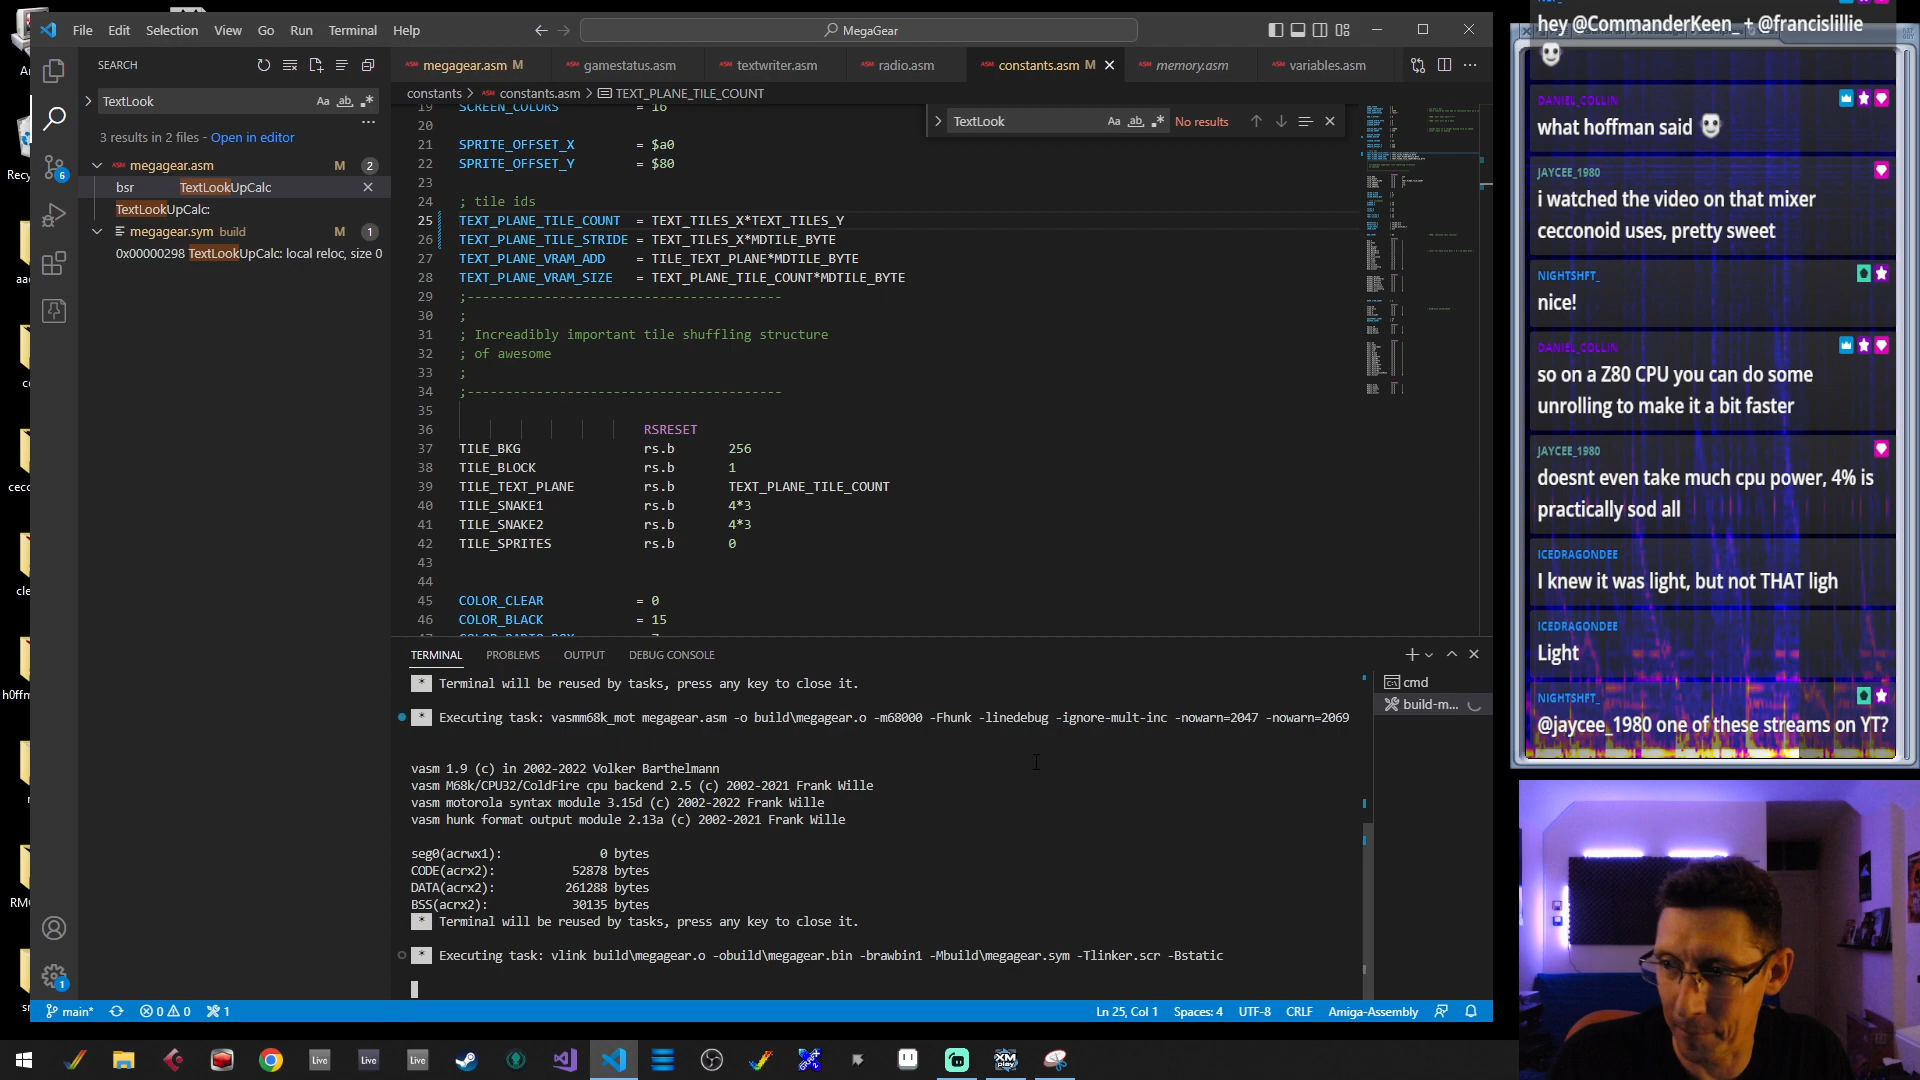 File Edit Selection View Go Run Terminal Help
MegaGear
SEARCH
TextLook
Aa ab
3 results in 2 files - Open in editor
megagear.asm M 2
bsr TextLookUpCalc
TextLookUpCalc:
megagear.sym build M 1
0x00000298 TextLookUpCalc: local reloc, size 0
megagear.asm M
gamestatus.asm
textwriter.asm
radio.asm
constants.asm M
memory.asm
variables.asm
constants > constants.asm > TEXT_PLANE_TILE_COUNT
TextLook
Aa ab
No results
19 SCREEN_COLORS = 16
20
21 SPRITE_OFFSET_X = $a0
22 SPRITE_OFFSET_Y = $80
23
24 ; tile ids
25 TEXT_PLANE_TILE_COUNT = TEXT_TILES_X*TEXT_TILES_Y
26 TEXT_PLANE_TILE_STRIDE = TEXT_TILES_X*MDTILE_BYTE
27 TEXT_PLANE_VRAM_ADD = TILE_TEXT_PLANE*MDTILE_BYTE
28 TEXT_PLANE_VRAM_SIZE = TEXT_PLANE_TILE_COUNT*MDTILE_BYTE
29 ;-----------------------------------------
30 ;
31 ; Increadibly important tile shuffling structure
32 ; of awesome
33 ;
34 ;-----------------------------------------
35
36 RSRESET
37 TILE_BKG rs.b 256
38 TILE_BLOCK rs.b 1
39 TILE_TEXT_PLANE rs.b TEXT_PLANE_TILE_COUNT
40 TILE_SNAKE1 rs.b 4*3
41 TILE_SNAKE2 rs.b 4*3
42 TILE_SPRITES rs.b 0
43
44
45 COLOR_CLEAR = 0
46 COLOR_BLACK = 15
TERMINAL PROBLEMS OUTPUT DEBUG CONSOLE
* Terminal will be reused by tasks, press any key to close it.
* Executing task: vasmm68k_mot megagear.asm -o build\megagear.o -m68000 -Fhunk -linedebug -ignore-mult-inc -nowarn=2047 -nowarn=2069
vasm 1.9 (c) in 2002-2022 Volker Barthelmann
vasm M68k/CPU32/ColdFire cpu backend 2.5 (c) 2002-2021 Frank Wille
vasm motorola syntax module 3.15d (c) 2002-2022 Frank Wille
vasm hunk format output module 2.13a (c) 2002-2021 Frank Wille
seg0(acrwx1): 0 bytes
CODE(acrx2): 52878 bytes
DATA(acrx2): 261288 bytes
BSS(acrx2): 30135 bytes
* Terminal will be reused by tasks, press any key to close it.
* Executing task: vlink build\megagear.o -obuild\megagear.bin -brawbin1 -Mbuild\megagear.sym -Tlinker.scr -Bstatic
cmd
build-m...
main* 0 0 1
Ln 25, Col 1 Spaces: 4 UTF-8 CRLF Amiga-Assembly
hey @CommanderKeen_ + @francislillie
DANIEL_COLLIN
what hoffman said
JAYCEE_1980
i watched the video on that mixer
cecconoid uses, pretty sweet
NIGHTSHFT_
nice!
DANIEL_COLLIN
so on a Z80 CPU you can do some
unrolling to make it a bit faster
JAYCEE_1980
doesnt even take much cpu power, 4% is
practically sod all
ICEDRAGONDEE
I knew it was light, but not THAT ligh
ICEDRAGONDEE
Light
NIGHTSHFT_
@jaycee_1980 one of these streams on YT?
Live
Live
Live